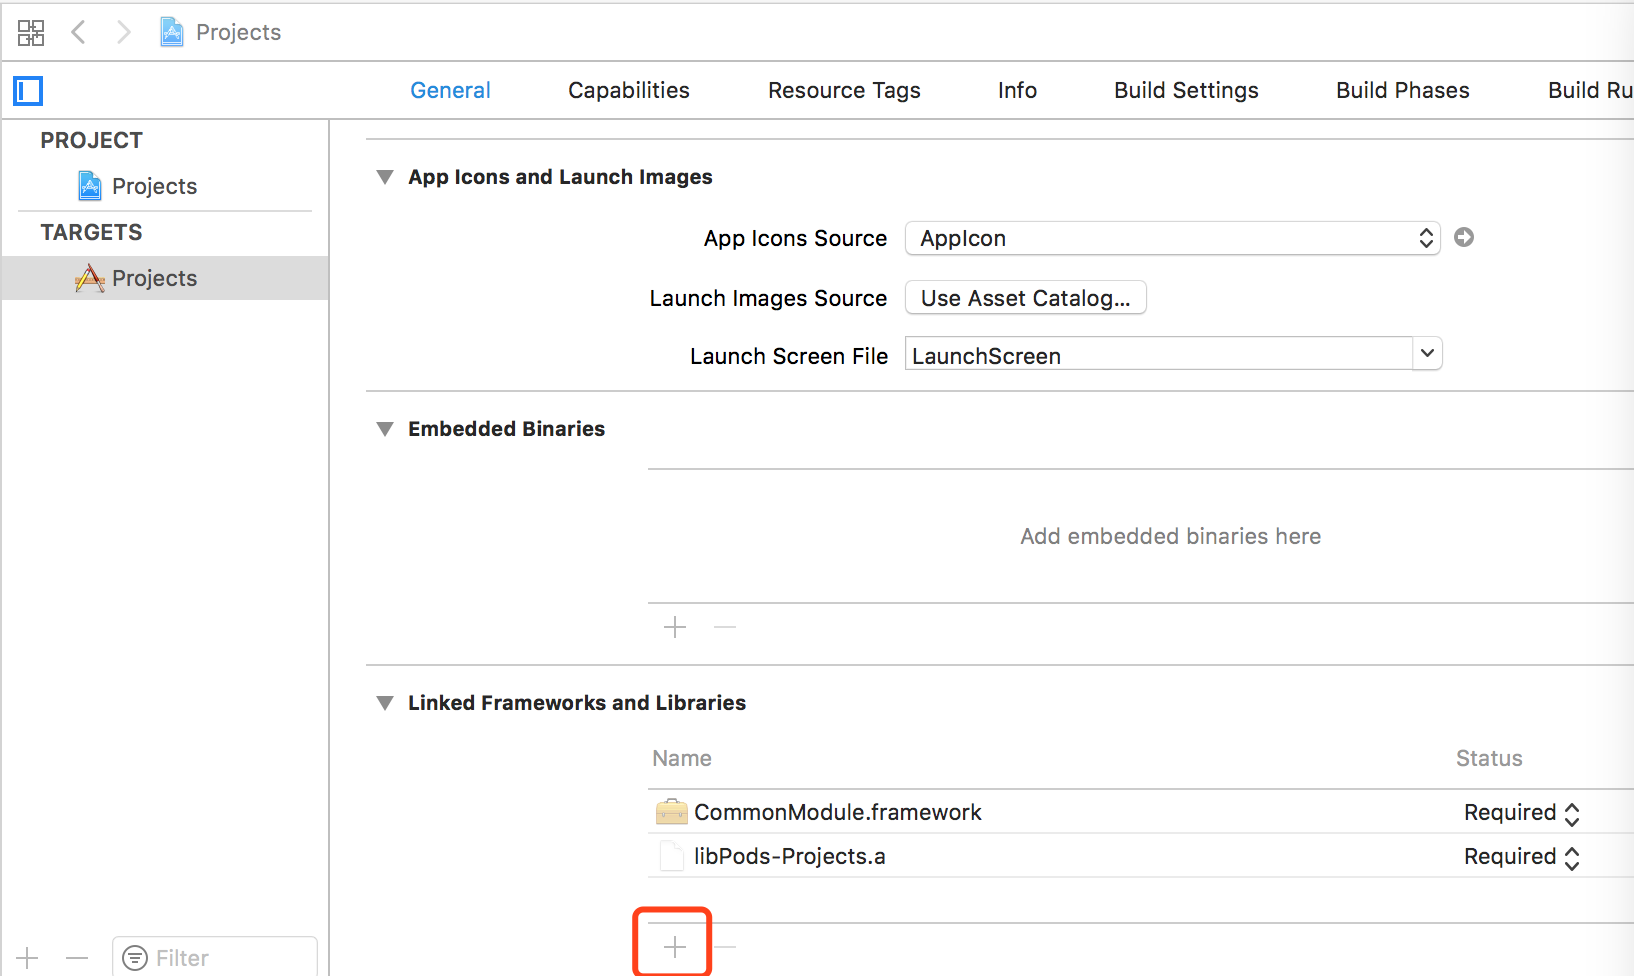 Projects
General Capabilities Resource Tags Info Build Settings Build Phases Build Ru
PROJECT
Projects
TARGETS
Projects
App Icons and Launch Images
App Icons Source AppIcon
Launch Images Source Use Asset Catalog...
Launch Screen File LaunchScreen
Embedded Binaries
Add embedded binaries here
Linked Frameworks and Libraries
Name Status
CommonModule.framework Required
libPods-Projects.a Required
Filter